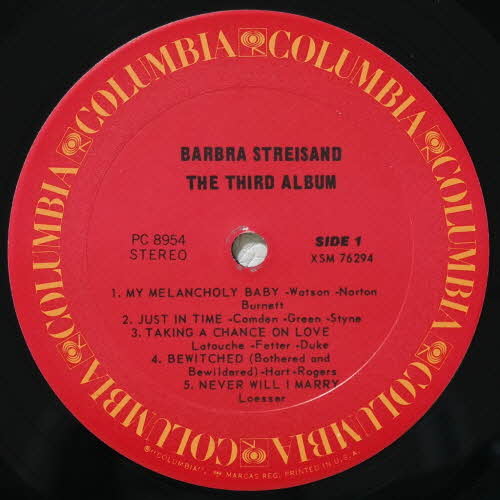 COLUMBIA COLUMBIA COLUMBIA COLUMBIA COLUMBIA COLUMBIA
BARBRA STREISAND
THE THIRD ALBUM
PC 8954
STEREO
SIDE 1
XSM 76294
1. MY MELANCHOLY BABY -Watson -Norton
Burnett
2. JUST IN TIME -Comden -Green -Styne
3. TAKING A CHANCE ON LOVE
Latouche -Fetter -Duke
4. BEWITCHED (Bothered and
Bewildered) -Hart -Rogers
5. NEVER WILL I MARRY
Loesser
®"COLUMBIA", MARCAS REG. PRINTED IN U.S.A.